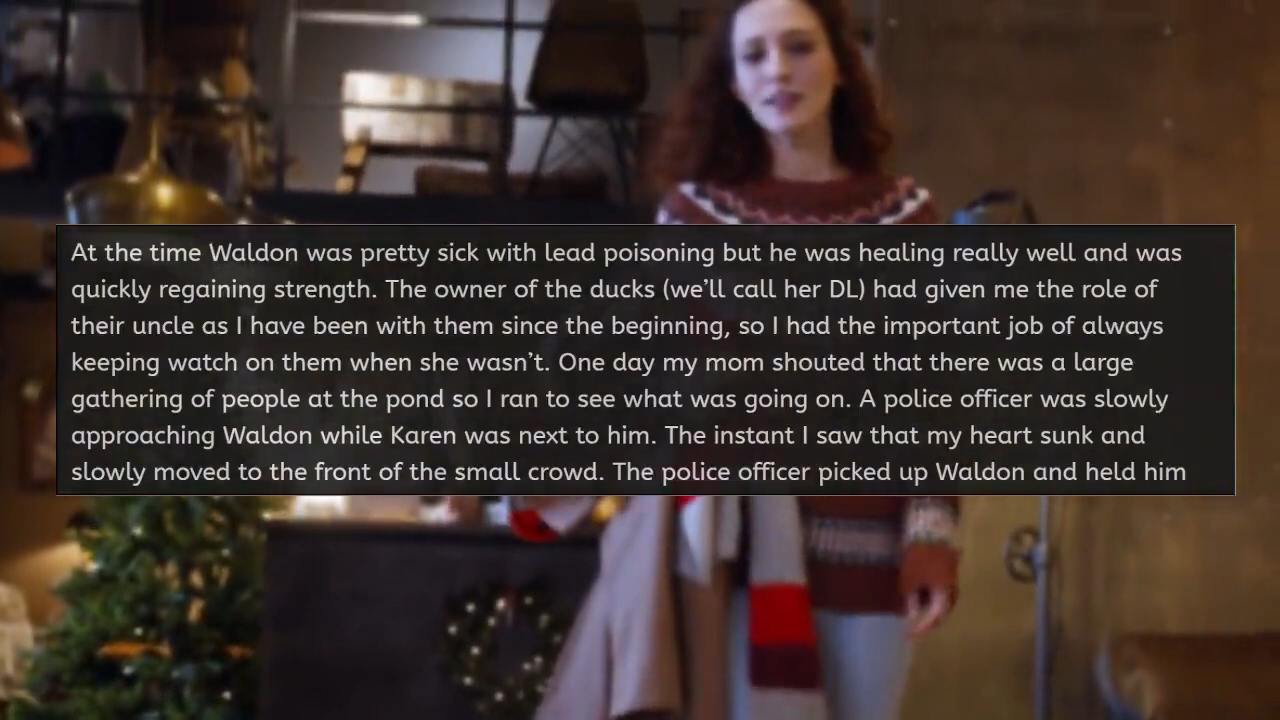 At the time Waldon was pretty sick with lead poisoning but he was healing really well and was
quickly regaining strength. The owner of the ducks (we’ll call her DL) had given me the role of
their uncle as I have been with them since the beginning, so I had the important job of always
keeping watch on them when she wasn’t. One day my mom shouted that there was a large
gathering of people at the pond so I ran to see what was going on. A police officer was slowly
approaching Waldon while Karen was next to him. The instant I saw that my heart sunk and
slowly moved to the front of the small crowd. The police officer picked up Waldon and held him